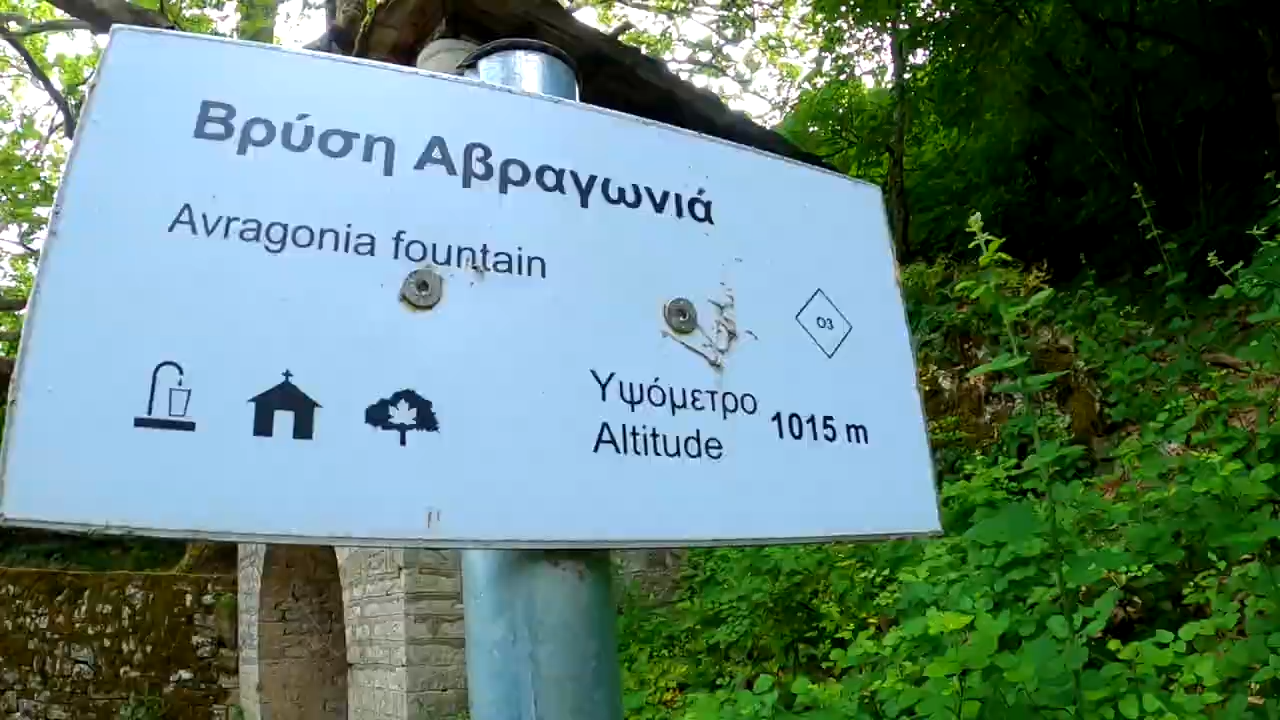 Βρύση Αβραγωνιά
Avragonia fountain
O3
Υψόμετρο
Altitude
1015 m